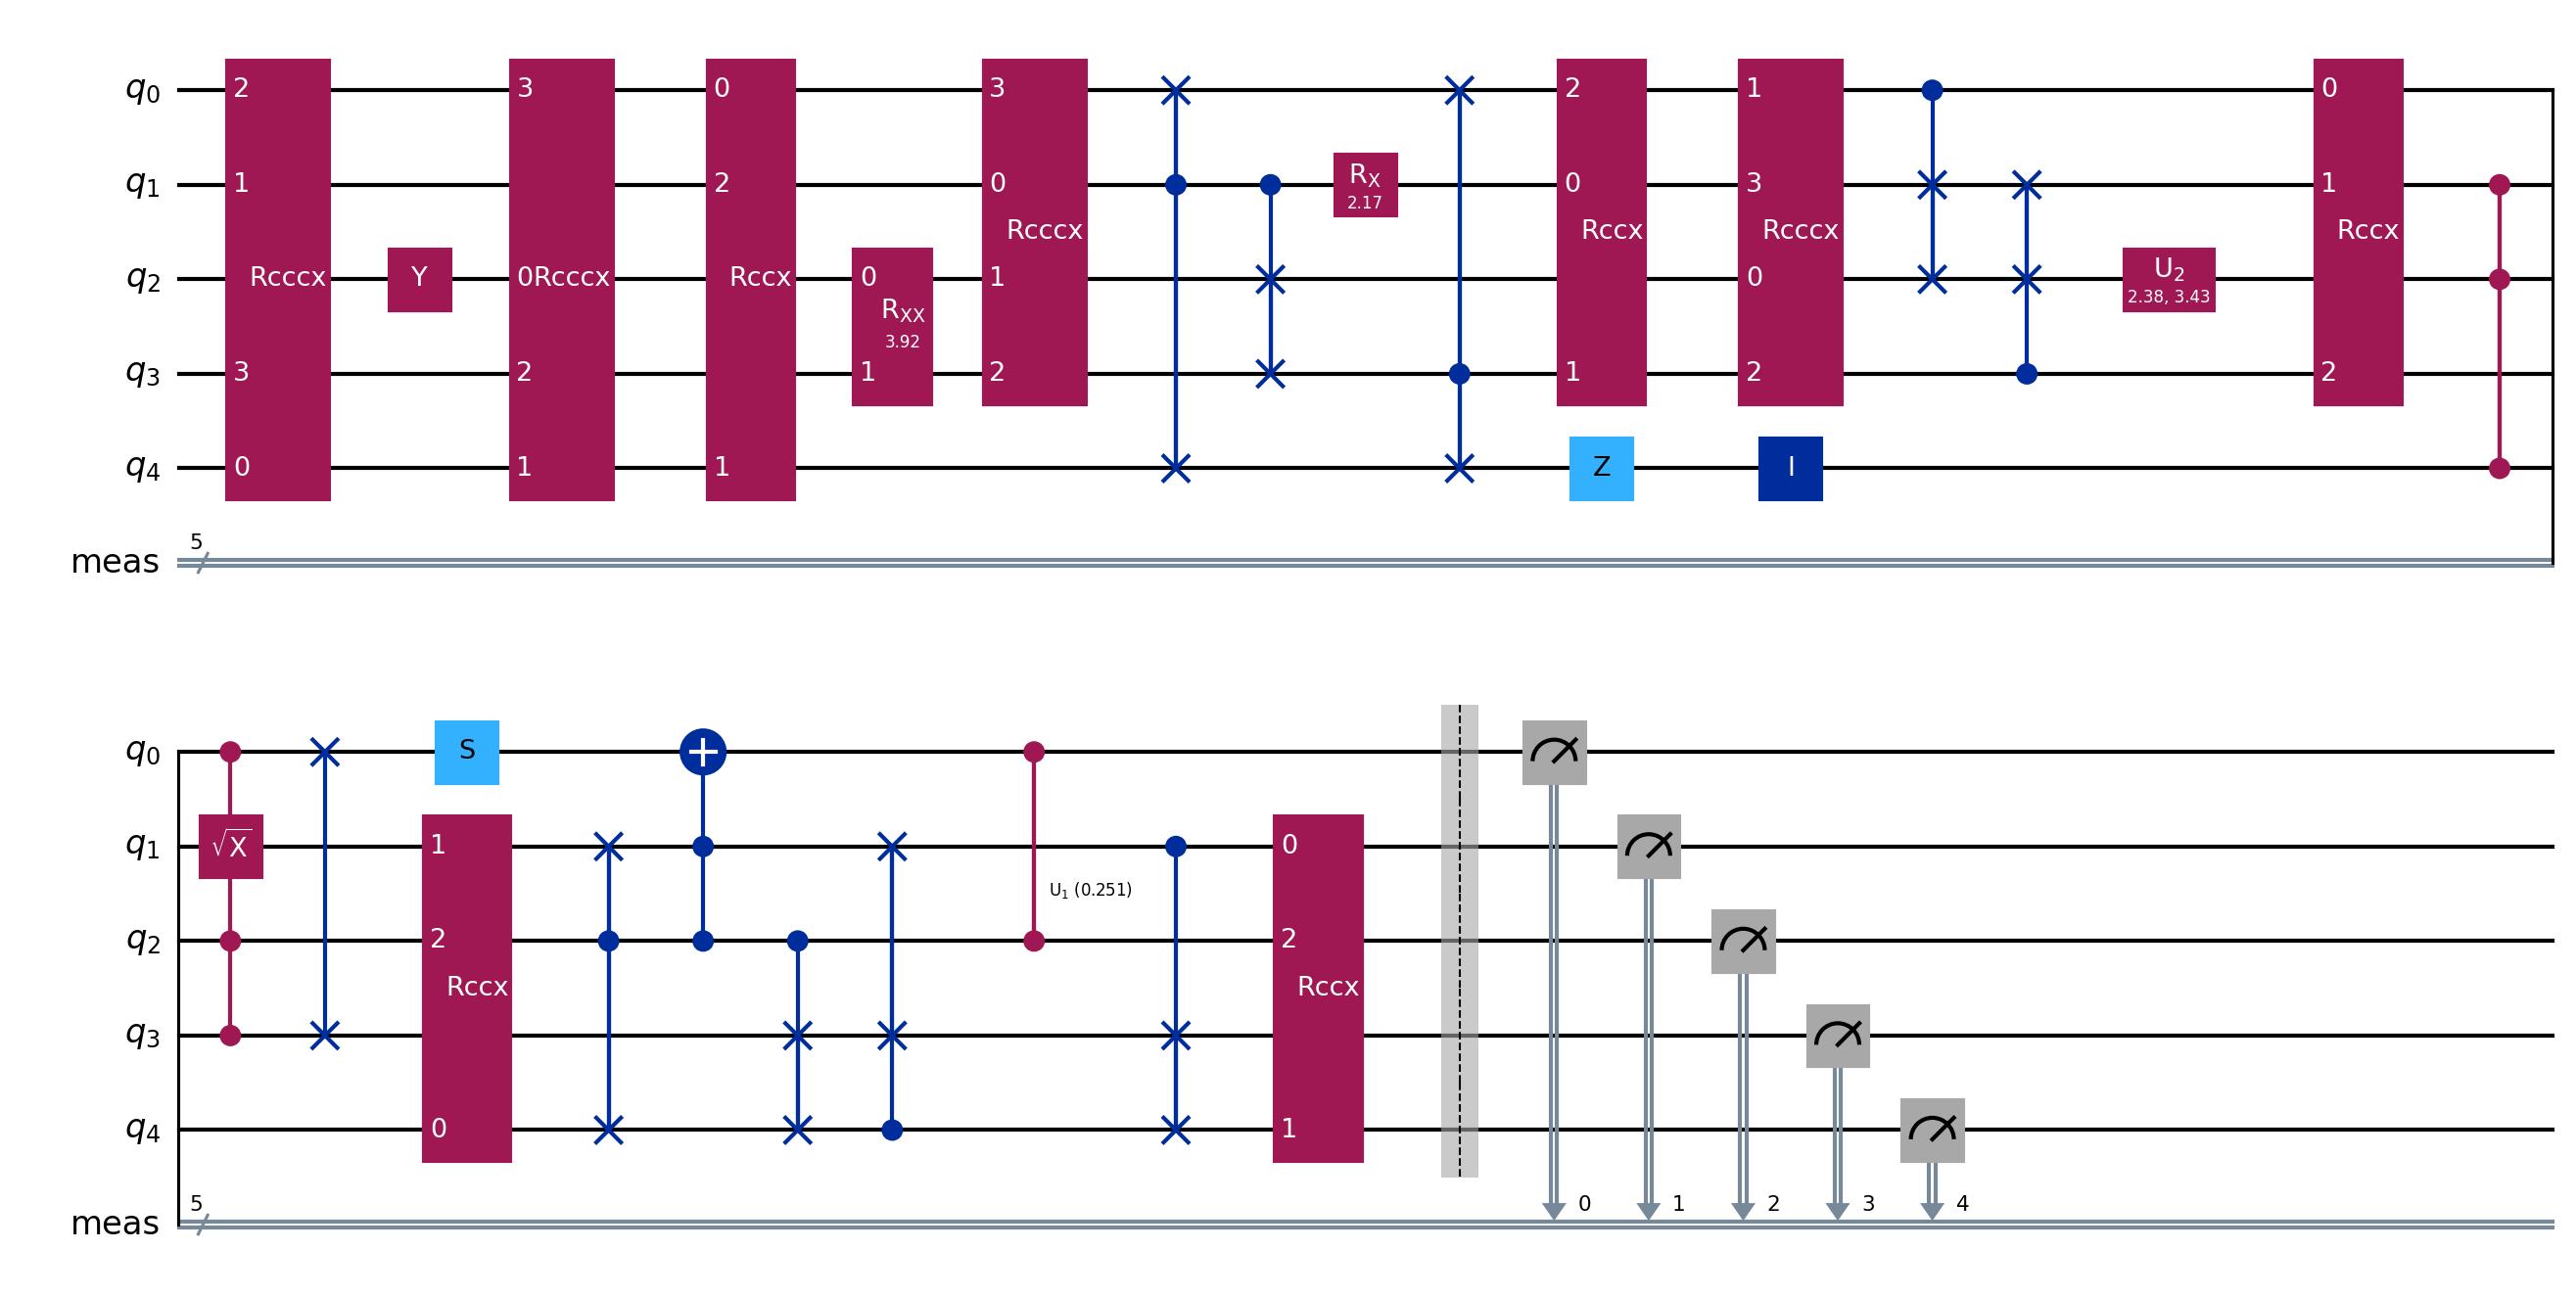 q0 2 3 0 3 2 1 0
q1 1 2 0 RX 2.17 0 3 1
Rcccx Rccx Rcccx Rccx
q2 Rcccx Y 0 Rcccx Rccx 0 1 0 U2 2.38, 3.43
RXX 3.92
q3 3 2 1 2 1 2 2
q4 0 1 1 Z I
5
meas
q0 S
q1 √X 1 0
U1 (0.251)
q2 2 2
Rccx Rccx
q3
q4 0 1
5 0 1 2 3 4
meas